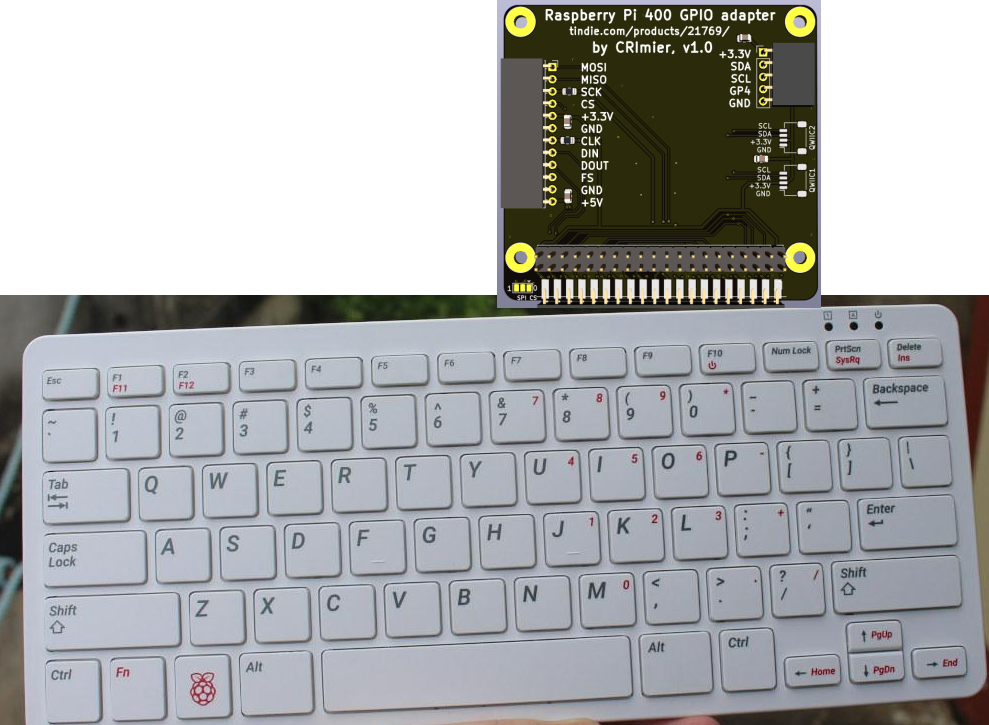 Raspberry Pi 400 GPIO adapter
tindie.com/products/21769/
by CRImier, v1.0
MOSI
MISO
SCK
CS
+3.3V
GND
CLK
DIN
DOUT
FS
GND
+5V
+3.3V
SDA
SCL
GP4
GND
SCL
SDA
+3.3V
GND
QWIIC2
SCL
SDA
+3.3V
GND
QWIIC1
1 0
SPI CS
1 A
Esc F1 F11 F2 F12 F3 F4 F5 F6 F7 F8 F9 F10 Num Lock PrtScn SysRq Delete Ins
~ ` ! 1 @ 2 # 3 $ 4 % 5 ^ 6 & 7 7 * 8 8 ( 9 9 ) 0 * _ - + = Backspace
Tab Q W E R T Y U 4 I 5 O 6 P - { [ } ] | \
Caps Lock A S D F G H J 1 K 2 L 3 : ; + " ' Enter
Shift Z X C V B N M 0 < , > . . ? / / Shift
Ctrl Fn Alt Alt Ctrl ← Home ↑ PgUp ↓ PgDn → End